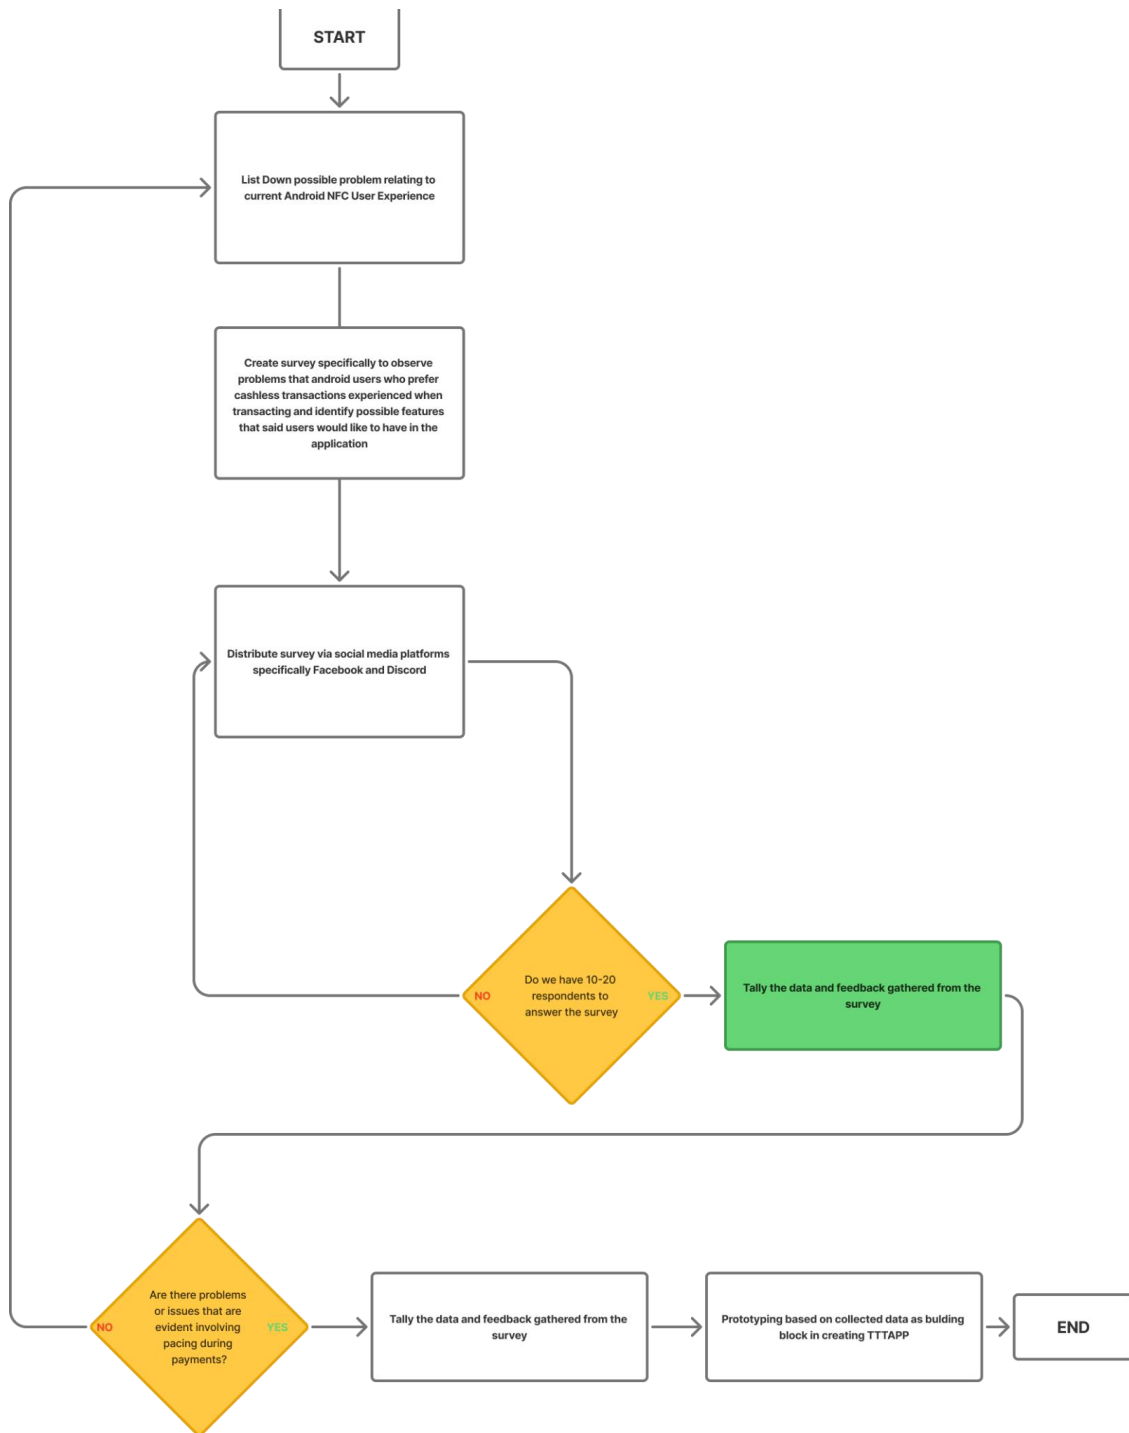 START
List Down possible problem relating to
current Android NFC User Experience
Create survey specifically to observe
problems that android users who prefer
cashless transactions experienced when
transacting and identify possible features
that said users would like to have in the
application
Distribute survey via social media platforms
specifically Facebook and Discord
Do we have 10-20
respondents to
answer the survey
NO
YES
Tally the data and feedback gathered from the
survey
Are there problems
or issues that are
evident involving
pacing during
payments?
NO
YES
Tally the data and feedback gathered from the
survey
Prototyping based on collected data as bulding
block in creating TTTAPP
END